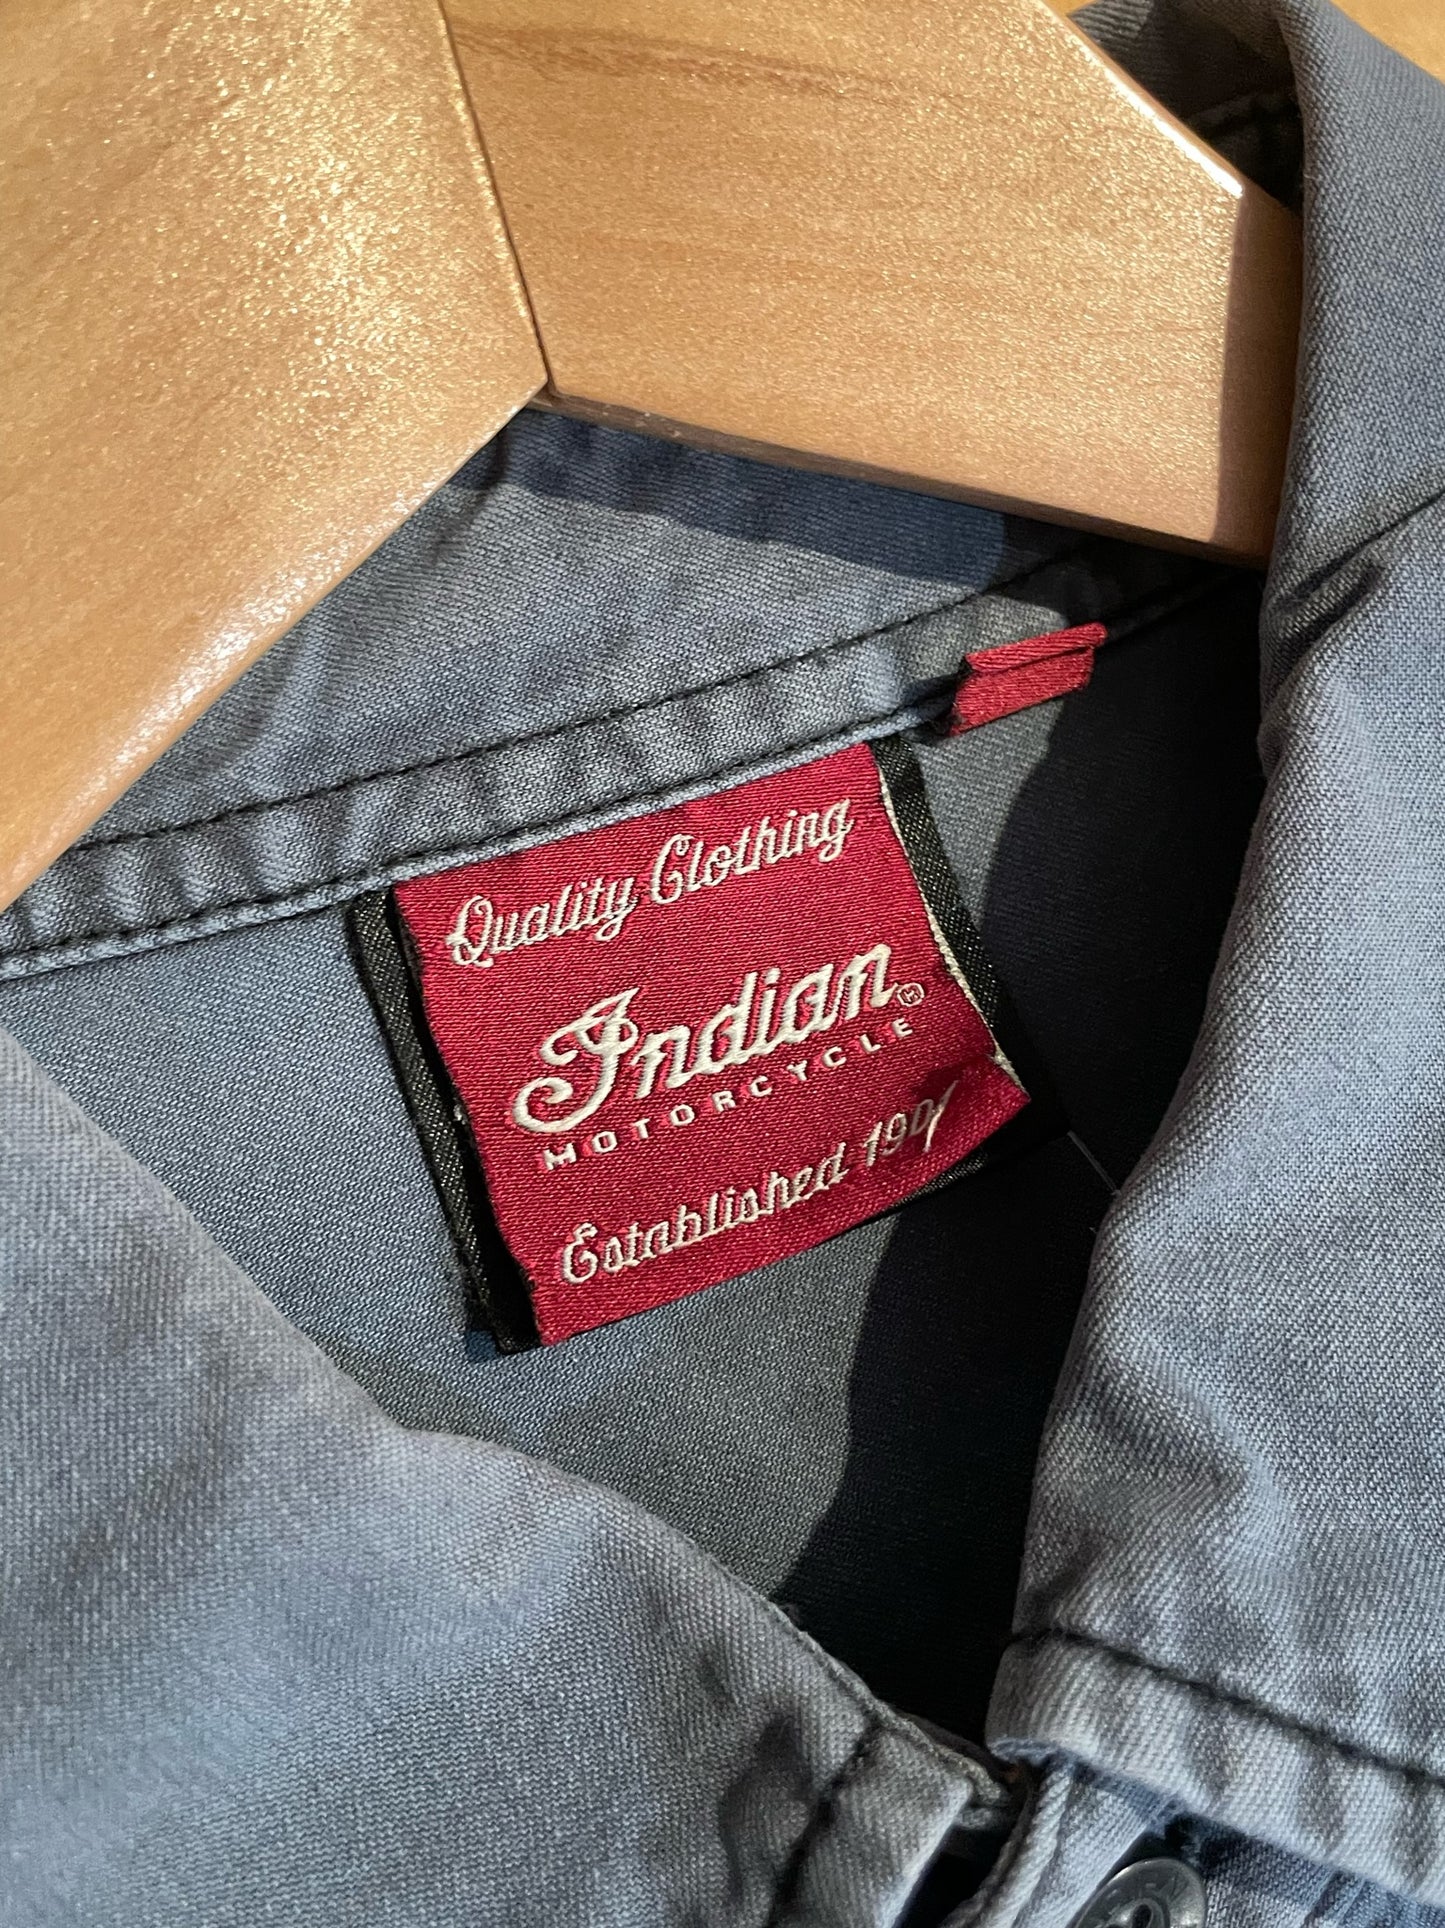 Quality Clothing
Indian
MOTORCYCLE
Established 1901